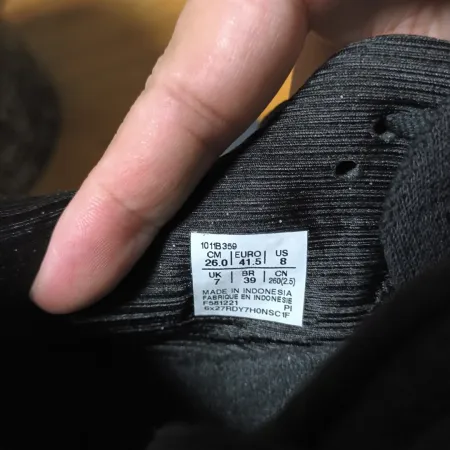 1011B359
CM EURO US
26.0 41.5 8
UK BR CN
7 39 260(2.5)
MADE IN INDONESIA
FABRIQUE EN INDONESIE
F581221 PI
6x27RDY7H0NSC1F